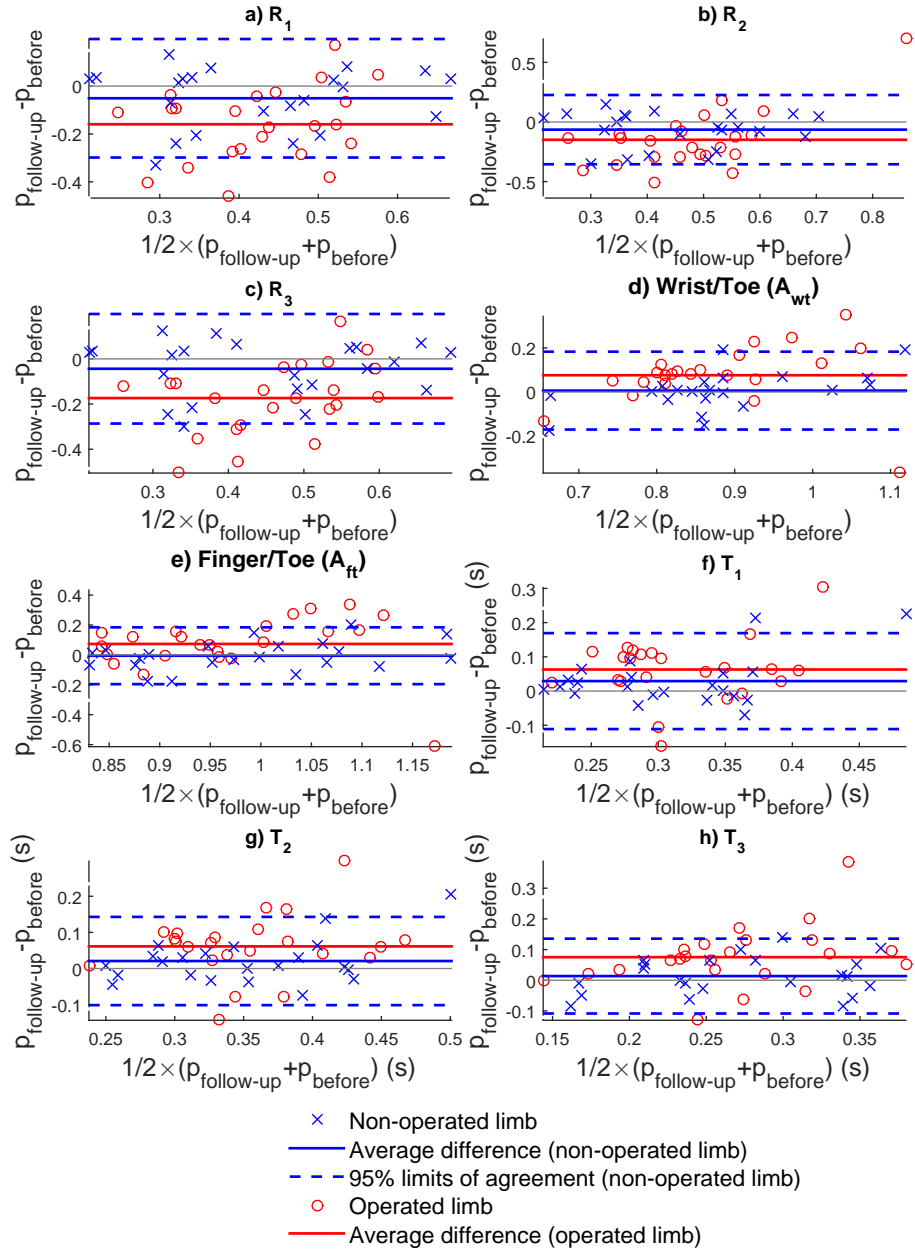 a) R1
b) R2
0
-0.2
-0.4
0.3 0.4 0.5 0.6
0.5
0
-0.5
0.3 0.4 0.5 0.6 0.7 0.8
pfollow-up-pbefore
1/2×(pfollow-up+pbefore)
pfollow-up-pbefore
1/2×(pfollow-up+pbefore)
c) R3
d) Wrist/Toe (Awt)
0
-0.2
-0.4
0.3 0.4 0.5 0.6
0.2
0
-0.2
0.7 0.8 0.9 1 1.1
pfollow-up-pbefore
1/2×(pfollow-up+pbefore)
pfollow-up-pbefore
1/2×(pfollow-up+pbefore)
e) Finger/Toe (Aft)
f) T1
0.4
0.2
0
-0.2
-0.4
-0.6
0.85 0.9 0.95 1 1.05 1.1 1.15
0.3
0.2
0.1
0
-0.1
0.25 0.3 0.35 0.4 0.45
pfollow-up-pbefore
1/2×(pfollow-up+pbefore)
pfollow-up-pbefore (s)
1/2×(pfollow-up+pbefore) (s)
g) T2
h) T3
0.2
0.1
0
-0.1
0.25 0.3 0.35 0.4 0.45 0.5
0.3
0.2
0.1
0
-0.1
0.15 0.2 0.25 0.3 0.35
pfollow-up-pbefore (s)
1/2×(pfollow-up+pbefore) (s)
pfollow-up-pbefore (s)
1/2×(pfollow-up+pbefore) (s)
Non-operated limb
Average difference (non-operated limb)
95% limits of agreement (non-operated limb)
Operated limb
Average difference (operated limb)